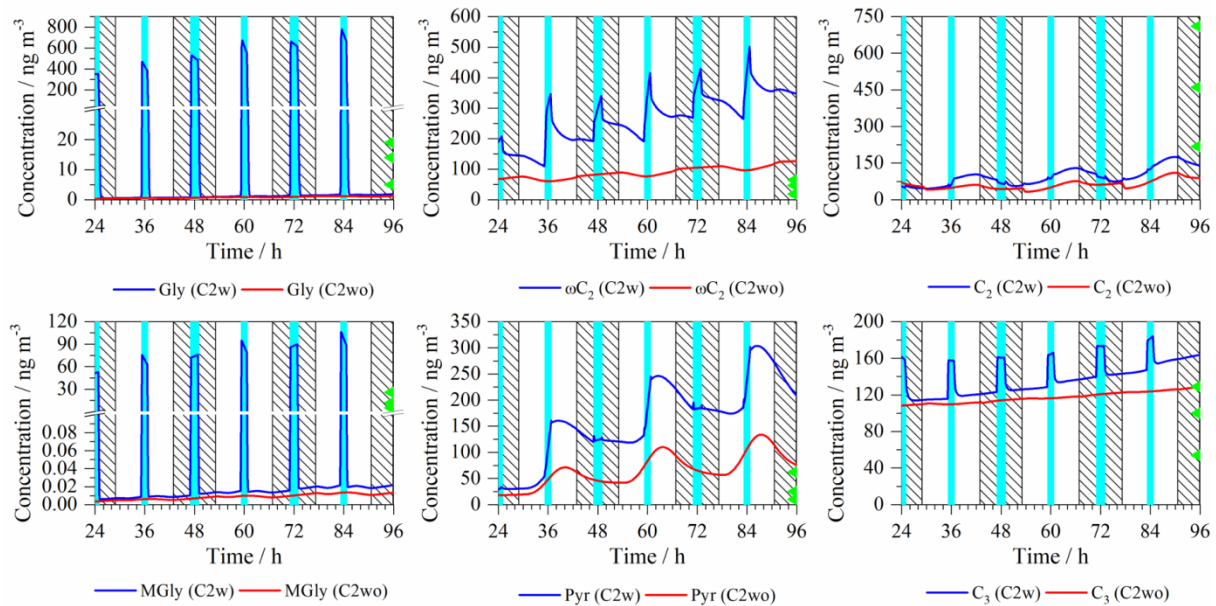 Concentration / ng m⁻³
800
600
400
200
20
15
10
5
0
24 36 48 60 72 84 96
Time / h
Gly (C2w) Gly (C2wo)
Concentration / ng m⁻³
600
500
400
300
200
100
0
24 36 48 60 72 84 96
Time / h
ωC₂ (C2w) ωC₂ (C2wo)
Concentration / ng m⁻³
750
600
450
300
150
0
24 36 48 60 72 84 96
Time / h
C₂ (C2w) C₂ (C2wo)
Concentration / ng m⁻³
120
90
60
30
0.08
0.06
0.04
0.02
0.00
24 36 48 60 72 84 96
Time / h
MGly (C2w) MGly (C2wo)
Concentration / ng m⁻³
350
300
250
200
150
100
50
0
24 36 48 60 72 84 96
Time / h
Pyr (C2w) Pyr (C2wo)
Concentration / ng m⁻³
200
160
120
80
40
0
24 36 48 60 72 84 96
Time / h
C₃ (C2w) C₃ (C2wo)